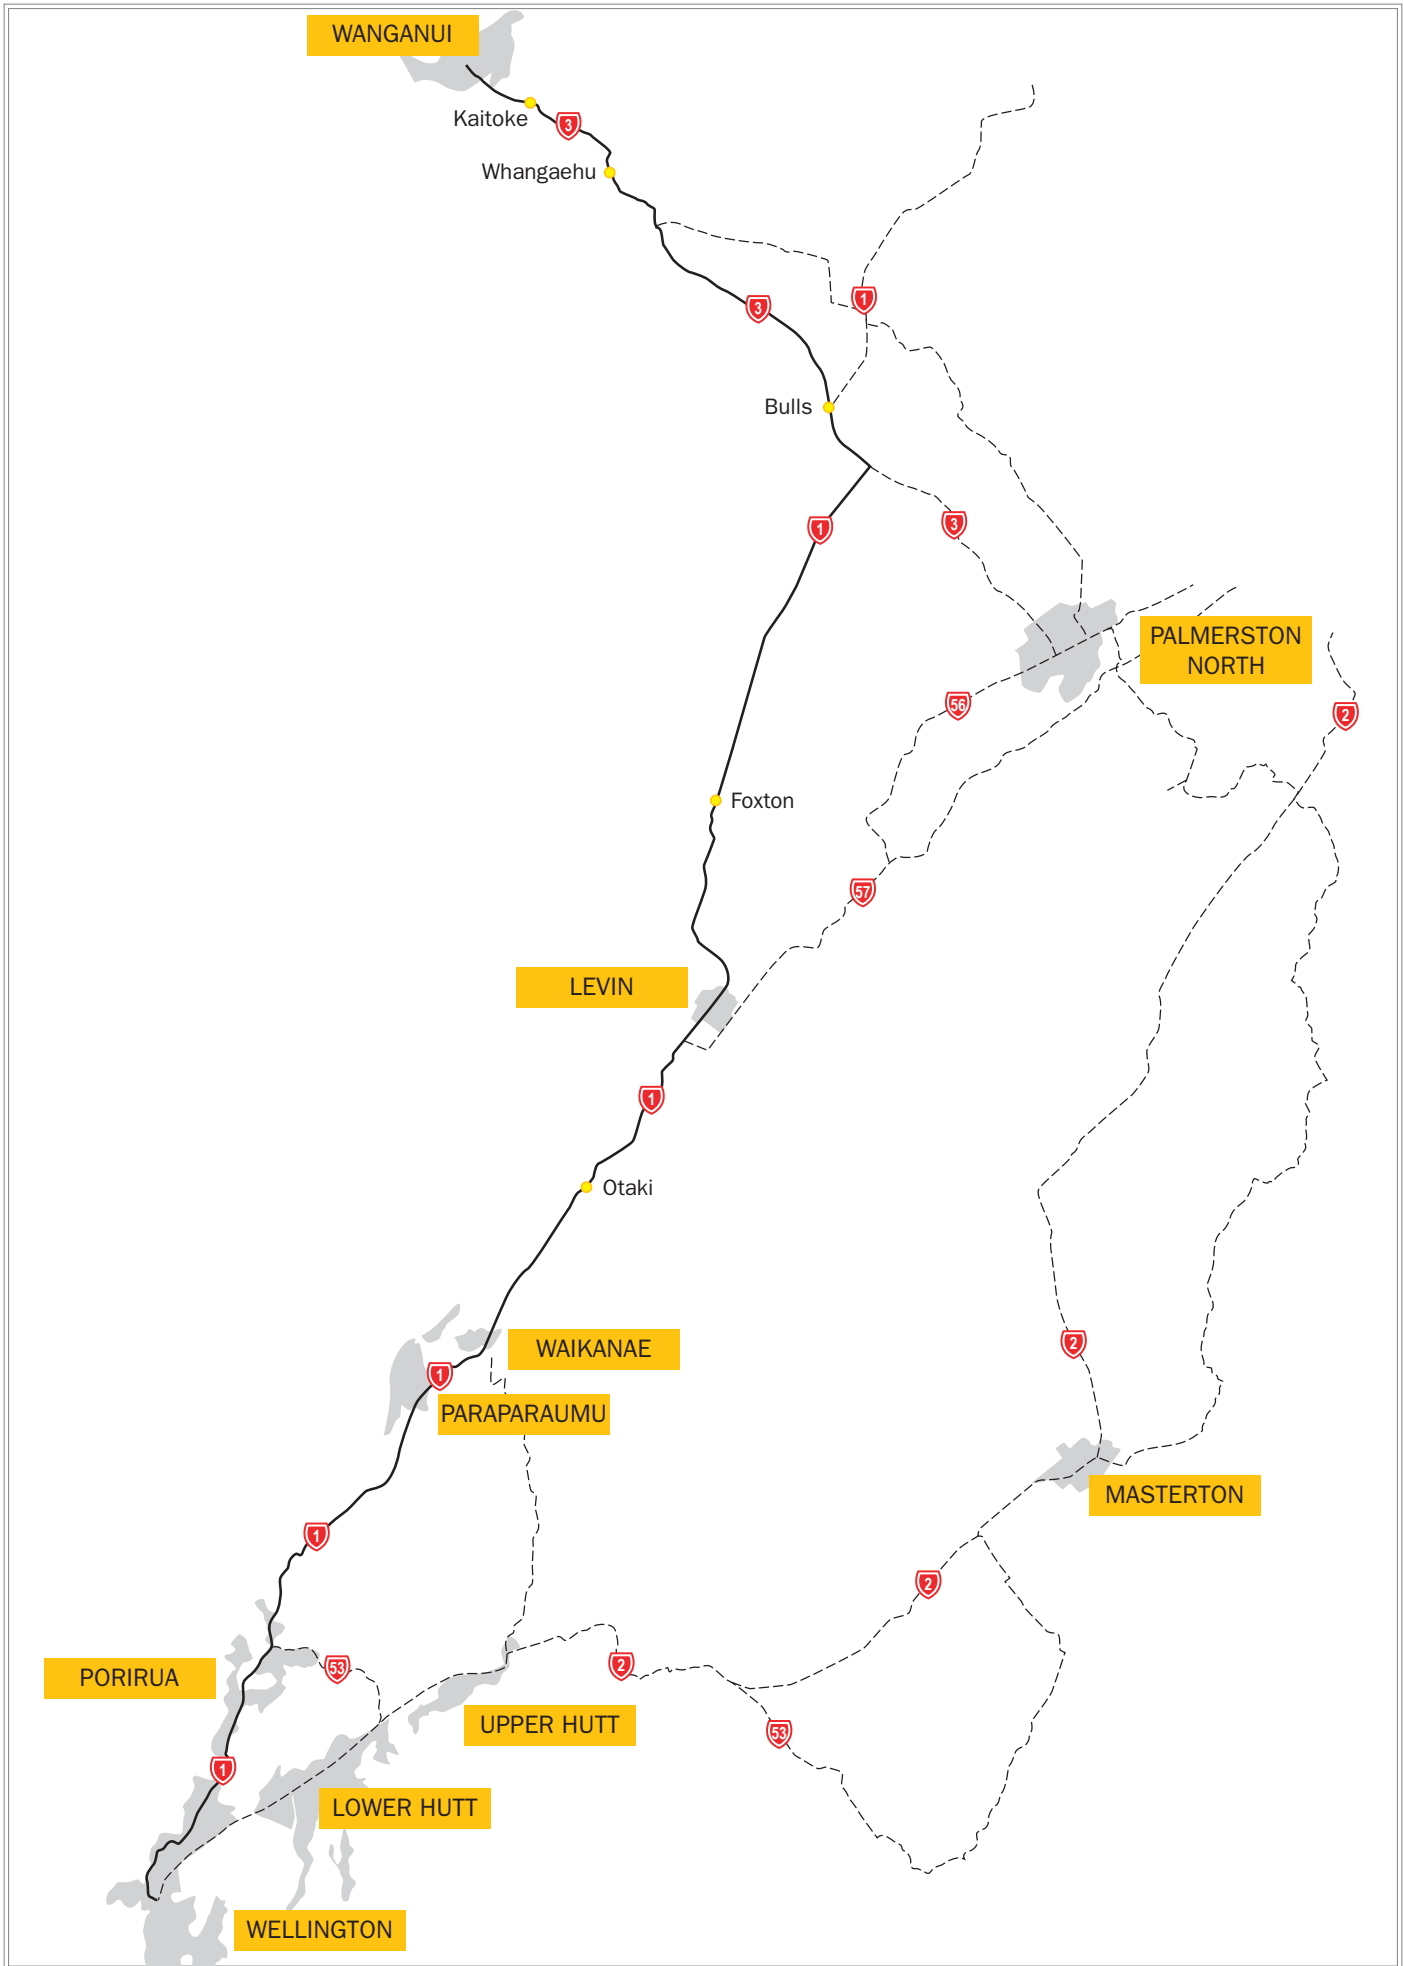 WANGANUI
Kaitoke
3
Whangaehu
1
3
Bulls
3
1
PALMERSTON
NORTH
56
2
Foxton
57
LEVIN
1
Otaki
2
WAIKANAE
1
PARAPARAUMU
MASTERTON
1
2
53
2
PORIRUA
UPPER HUTT
53
1
LOWER HUTT
WELLINGTON